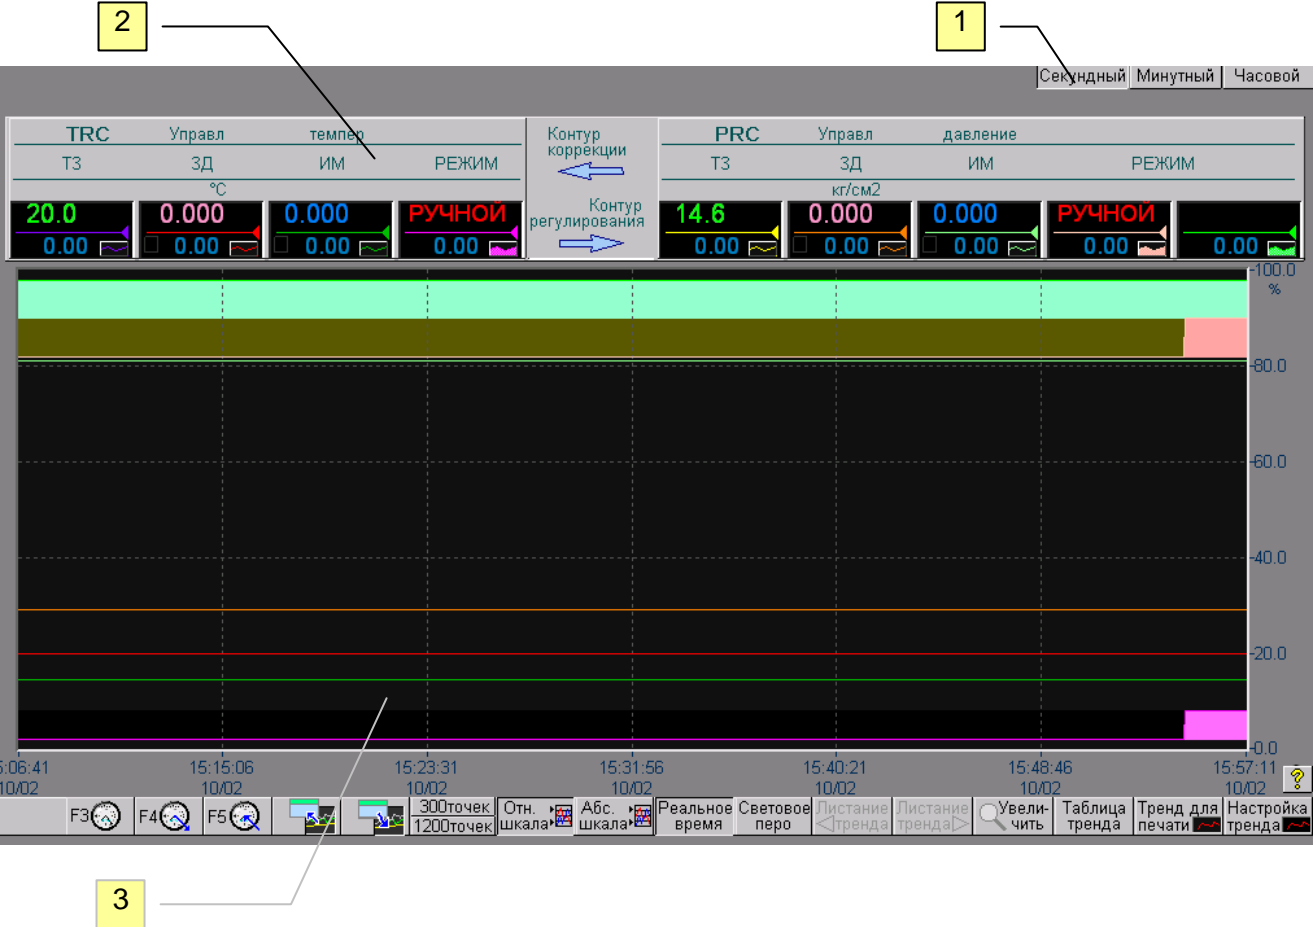 2
1
Секундный Минутный Часовой
TRC Управл темпер
ТЗ ЗД ИМ РЕЖИМ
°C
20.0 0.000 0.000 РУЧНОЙ
0.00 0.00 0.00 0.00
Контур
коррекции
Контур
регулирования
PRC Управл давление
ТЗ ЗД ИМ РЕЖИМ
кг/см2
14.6 0.000 0.000 РУЧНОЙ
0.00 0.00 0.00 0.00 0.00
100.0
%
80.0
60.0
40.0
20.0
0.0
5:06:41 15:15:06 15:23:31 15:31:56 15:40:21 15:48:46 15:57:11
10/02 10/02 10/02 10/02 10/02 10/02 10/02
?
F3 F4 F5
300точек
1200точек
Отн.
шкала
Абс.
шкала
Реальное
время
Световое
перо
Листание
тренда
Листание
тренда
Увели-
чить
Таблица
тренда
Тренд для
печати
Настройка
тренда
3